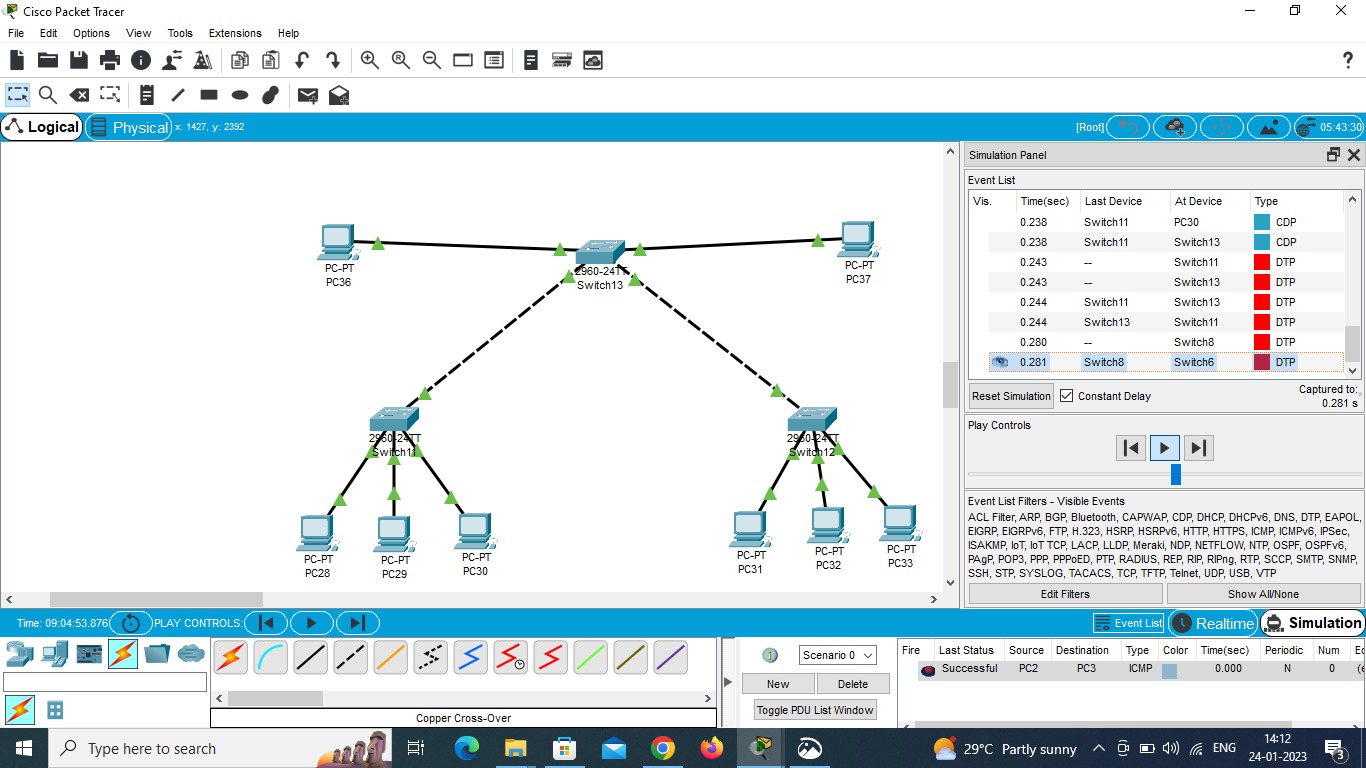 Cisco Packet Tracer
File Edit Options View Tools Extensions Help
?
Logical Physical x: 1427, y: 2392 [Root] 05:43:30
Simulation Panel
Event List
Vis. Time(sec) Last Device At Device Type
0.238 Switch11 PC30 CDP
0.238 Switch11 Switch13 CDP
0.243 -- Switch11 DTP
0.243 -- Switch13 DTP
0.244 Switch11 Switch13 DTP
0.244 Switch13 Switch11 DTP
0.280 -- Switch8 DTP
0.281 Switch8 Switch6 DTP
Reset Simulation Constant Delay Captured to:
0.281 s
Play Controls
Event List Filters - Visible Events
ACL Filter, ARP, BGP, Bluetooth, CAPWAP, CDP, DHCP, DHCPv6, DNS, DTP, EAPOL,
EIGRP, EIGRPv6, FTP, H.323, HSRP, HSRPv6, HTTP, HTTPS, ICMP, ICMPv6, IPSec,
ISAKMP, IoT, IoT TCP, LACP, LLDP, Meraki, NDP, NETFLOW, NTP, OSPF, OSPFv6,
PAgP, POP3, PPP, PPPoED, PTP, RADIUS, REP, RIP, RIPng, RTP, SCCP, SMTP, SNMP,
SSH, STP, SYSLOG, TACACS, TCP, TFTP, Telnet, UDP, USB, VTP
Edit Filters Show All/None
PC-PT
PC36
2960-24TT
Switch13
PC-PT
PC37
2960-24TT
Switch11
2960-24TT
Switch12
PC-PT
PC28
PC-PT
PC29
PC-PT
PC30
PC-PT
PC31
PC-PT
PC32
PC-PT
PC33
Time: 09:04:53.876 PLAY CONTROLS: Event List Realtime Simulation
Copper Cross-Over
Scenario 0
New Delete
Toggle PDU List Window
Fire Last Status Source Destination Type Color Time(sec) Periodic Num
Successful PC2 PC3 ICMP 0.000 N 0
Type here to search
29°C Partly sunny ENG 14:12
24-01-2023
3